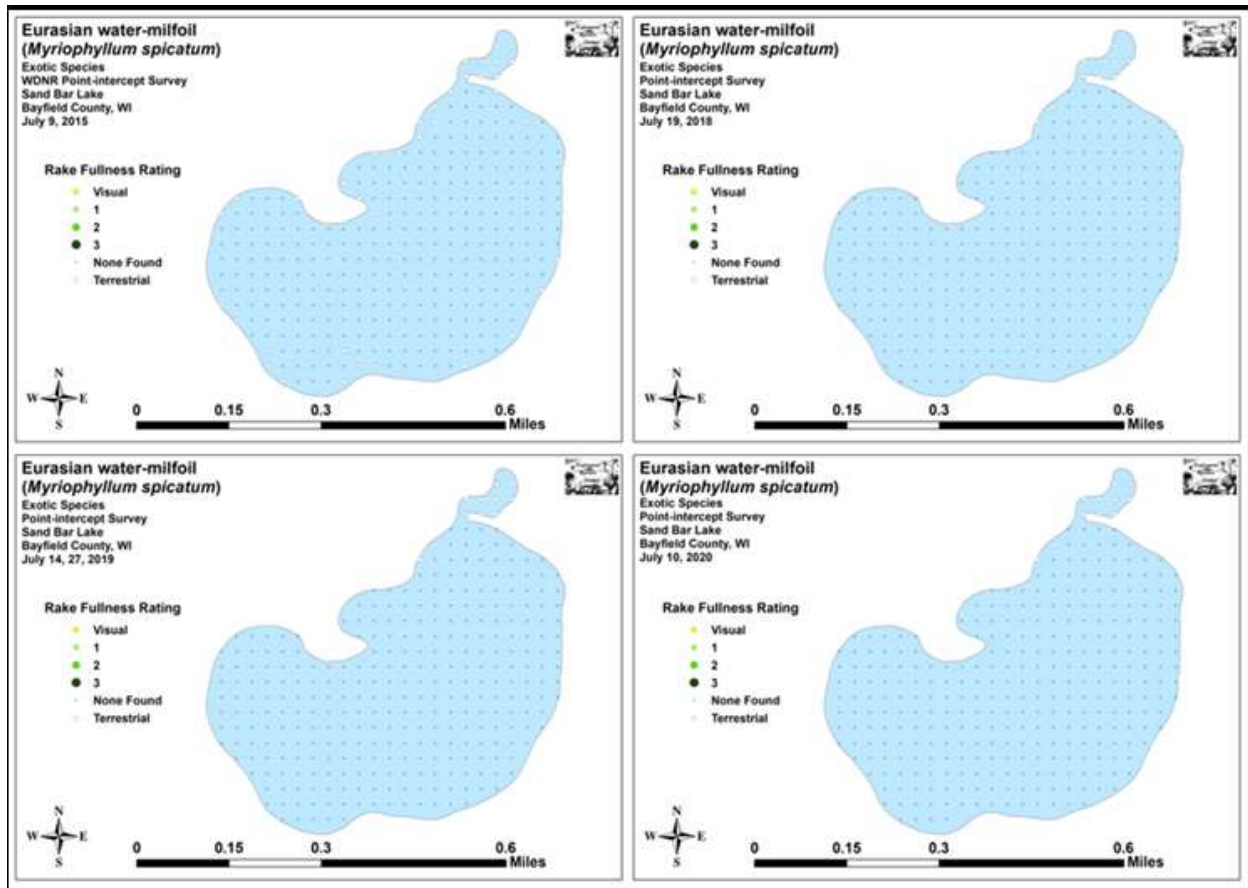 Eurasian water-milfoil
(Myriophyllum spicatum)
Exotic Species
WDNR Point-intercept Survey
Sand Bar Lake
Bayfield County, WI
July 9, 2015
Rake Fullness Rating
Visual
1
2
3
None Found
Terrestrial
N
W E
S
0 0.15 0.3 0.6
Miles
Eurasian water-milfoil
(Myriophyllum spicatum)
Exotic Species
Point-intercept Survey
Sand Bar Lake
Bayfield County, WI
July 19, 2018
Rake Fullness Rating
Visual
1
2
3
None Found
Terrestrial
N
W E
S
0 0.15 0.3 0.6
Miles
Eurasian water-milfoil
(Myriophyllum spicatum)
Exotic Species
Point-intercept Survey
Sand Bar Lake
Bayfield County, WI
July 14, 27, 2019
Rake Fullness Rating
Visual
1
2
3
None Found
Terrestrial
N
W E
S
0 0.15 0.3 0.6
Miles
Eurasian water-milfoil
(Myriophyllum spicatum)
Exotic Species
Point-intercept Survey
Sand Bar Lake
Bayfield County, WI
July 10, 2020
Rake Fullness Rating
Visual
1
2
3
None Found
Terrestrial
N
W E
S
0 0.15 0.3 0.6
Miles